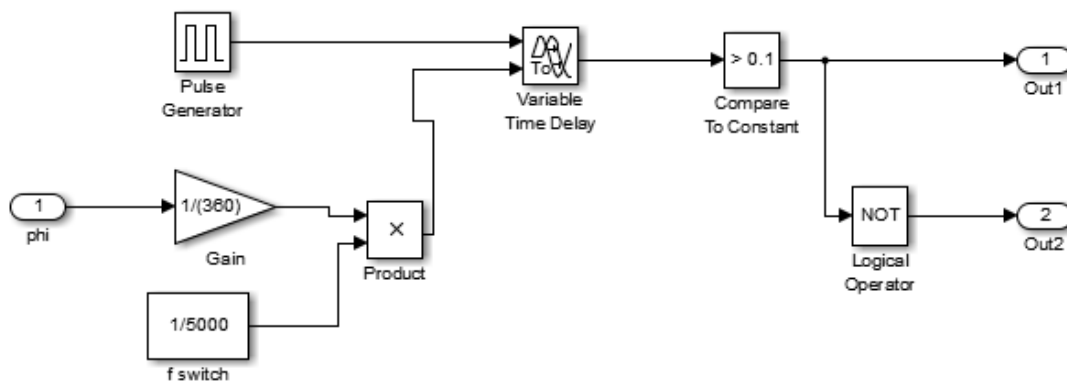 Pulse
Generator
To
Variable
Time Delay
> 0.1
Compare
To Constant
1
Out1
1
phi
1/(360)
Gain
×
Product
NOT
Logical
Operator
2
Out2
1/5000
f switch